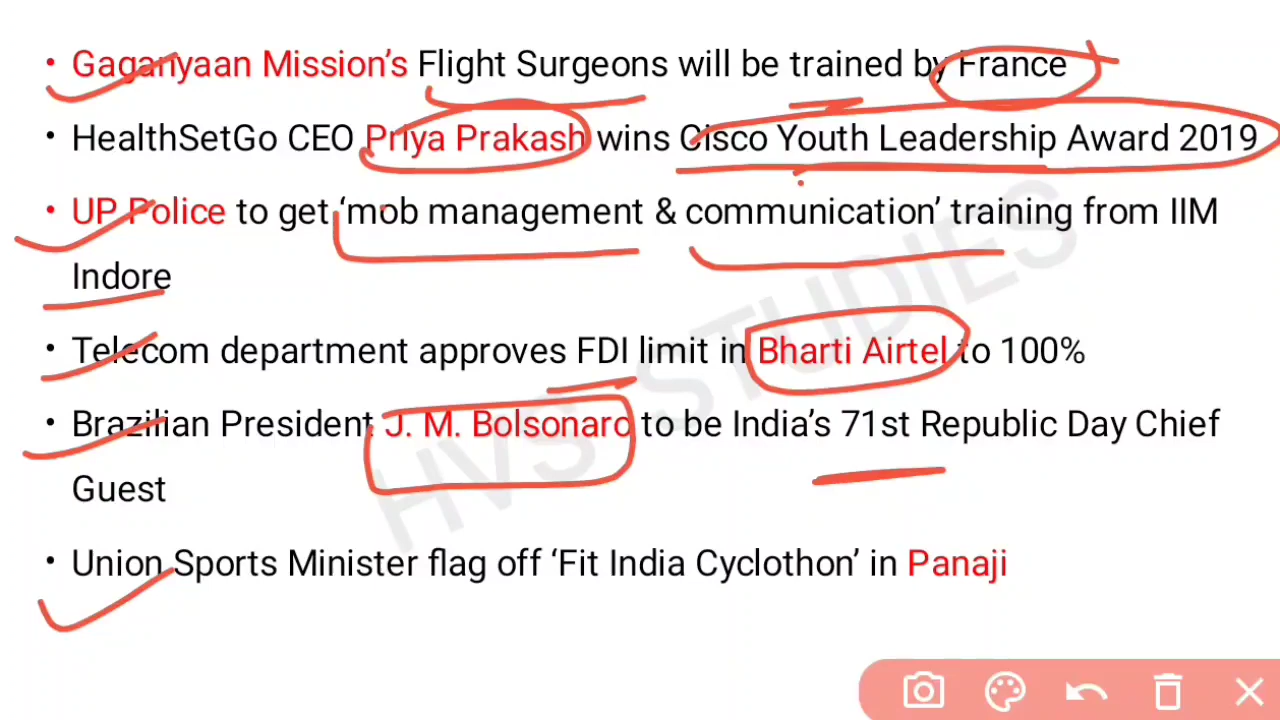 • Gaganyaan Mission’s Flight Surgeons will be trained by France
• HealthSetGo CEO Priya Prakash wins Cisco Youth Leadership Award 2019
• UP Police to get ‘mob management & communication’ training from IIM
Indore
• Telecom department approves FDI limit in Bharti Airtel to 100%
• Brazilian President J. M. Bolsonaro to be India’s 71st Republic Day Chief
Guest
• Union Sports Minister flag off ‘Fit India Cyclothon’ in Panaji
HVS STUDIES